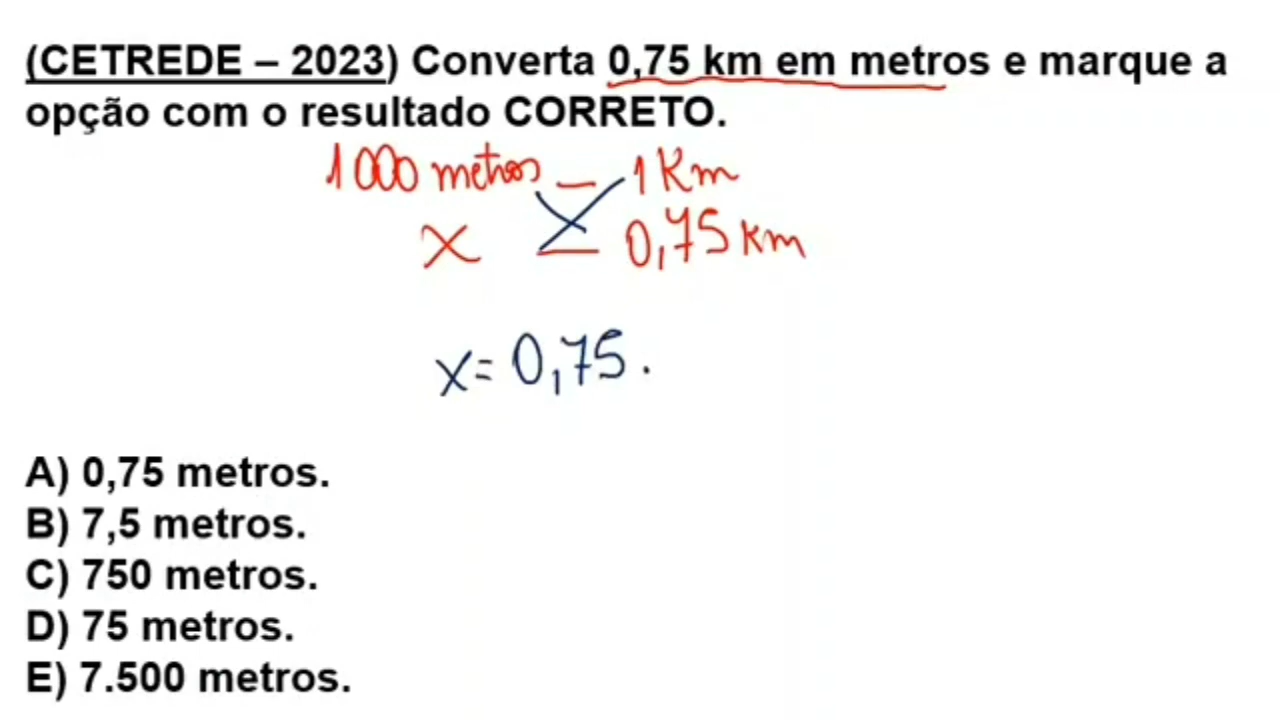 (CETREDE – 2023) Converta 0,75 km em metros e marque a
opção com o resultado CORRETO.
1000 metros – 1 Km
x – 0,75 km
x = 0,75 .
A) 0,75 metros.
B) 7,5 metros.
C) 750 metros.
D) 75 metros.
E) 7.500 metros.